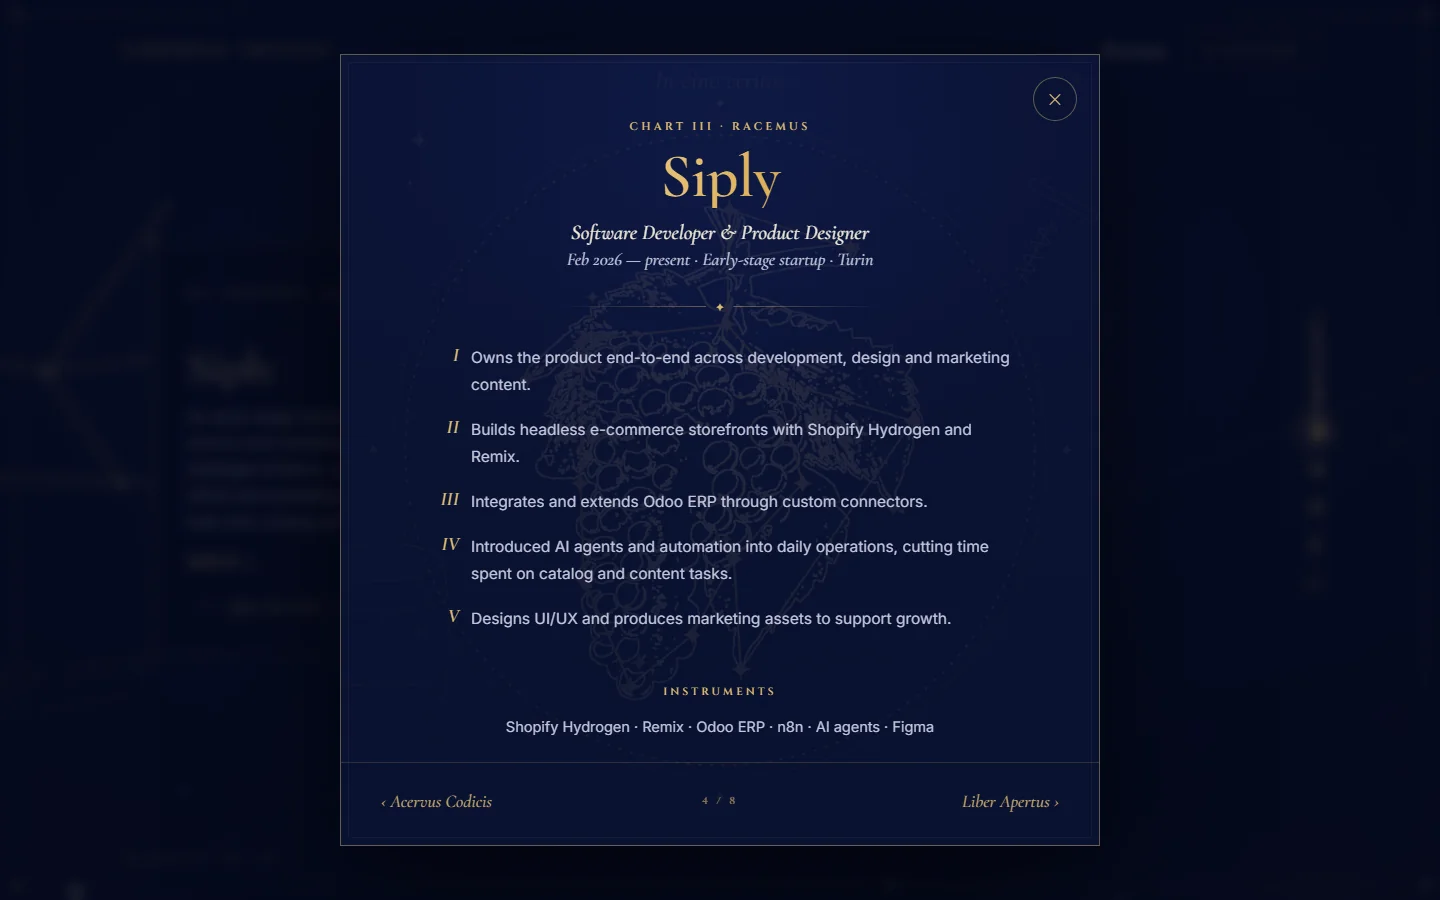 CHART III · RACEMUS
Siply
Software Developer & Product Designer
Feb 2026 — present · Early-stage startup · Turin
I Owns the product end-to-end across development, design and marketing
content.
II Builds headless e-commerce storefronts with Shopify Hydrogen and
Remix.
III Integrates and extends Odoo ERP through custom connectors.
IV Introduced AI agents and automation into daily operations, cutting time
spent on catalog and content tasks.
V Designs UI/UX and produces marketing assets to support growth.
INSTRUMENTS
Shopify Hydrogen · Remix · Odoo ERP · n8n · AI agents · Figma
‹ Acervus Codicis
4 / 8
Liber Apertus ›